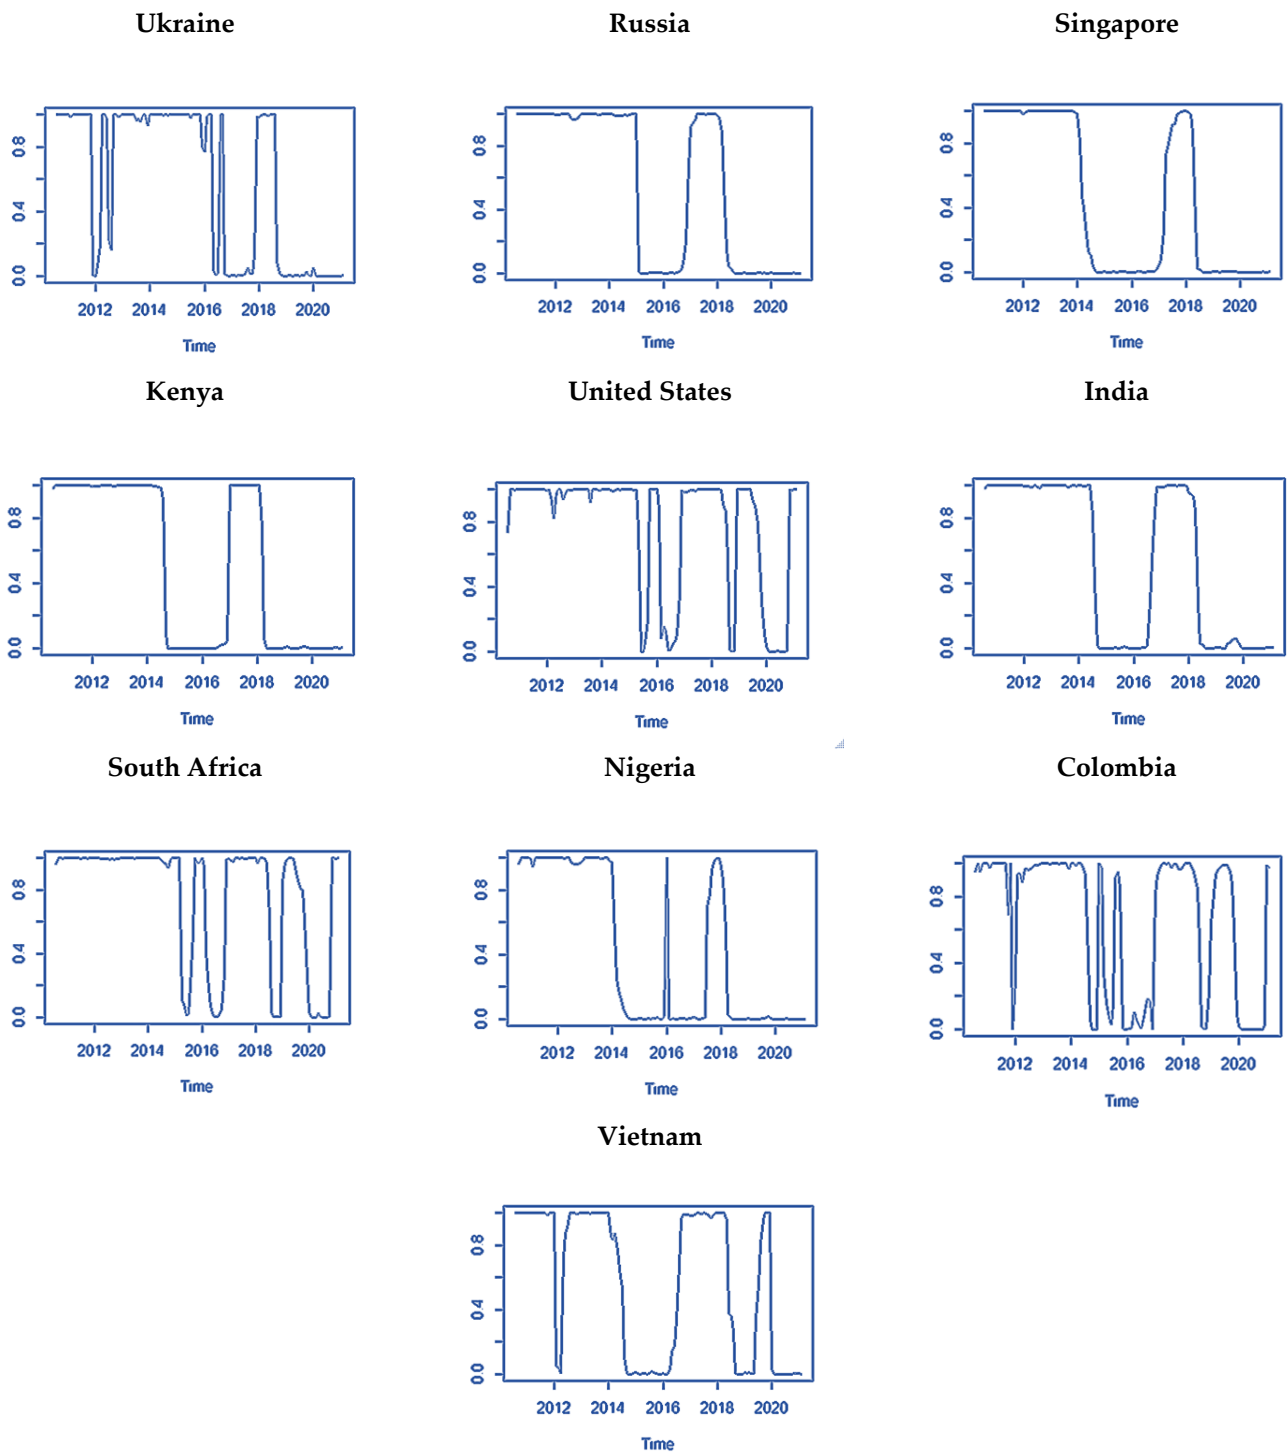 Ukraine Russia Singapore
0.8 0.8 0.8
0.4 0.4 0.4
0.0 0.0 0.0
2012 2014 2016 2018 2020 2012 2014 2016 2018 2020 2012 2014 2016 2018 2020
Time Time Time
Kenya United States India
0.8 0.8 0.8
0.4 0.4 0.4
0.0 0.0 0.0
2012 2014 2016 2018 2020 2012 2014 2016 2018 2020 2012 2014 2016 2018 2020
Time Time Time
South Africa Nigeria Colombia
0.8 0.8 0.8
0.4 0.4 0.4
0.0 0.0 0.0
2012 2014 2016 2018 2020 2012 2014 2016 2018 2020 2012 2014 2016 2018 2020
Time Time Time
Vietnam
0.8
0.4
0.0
2012 2014 2016 2018 2020
Time